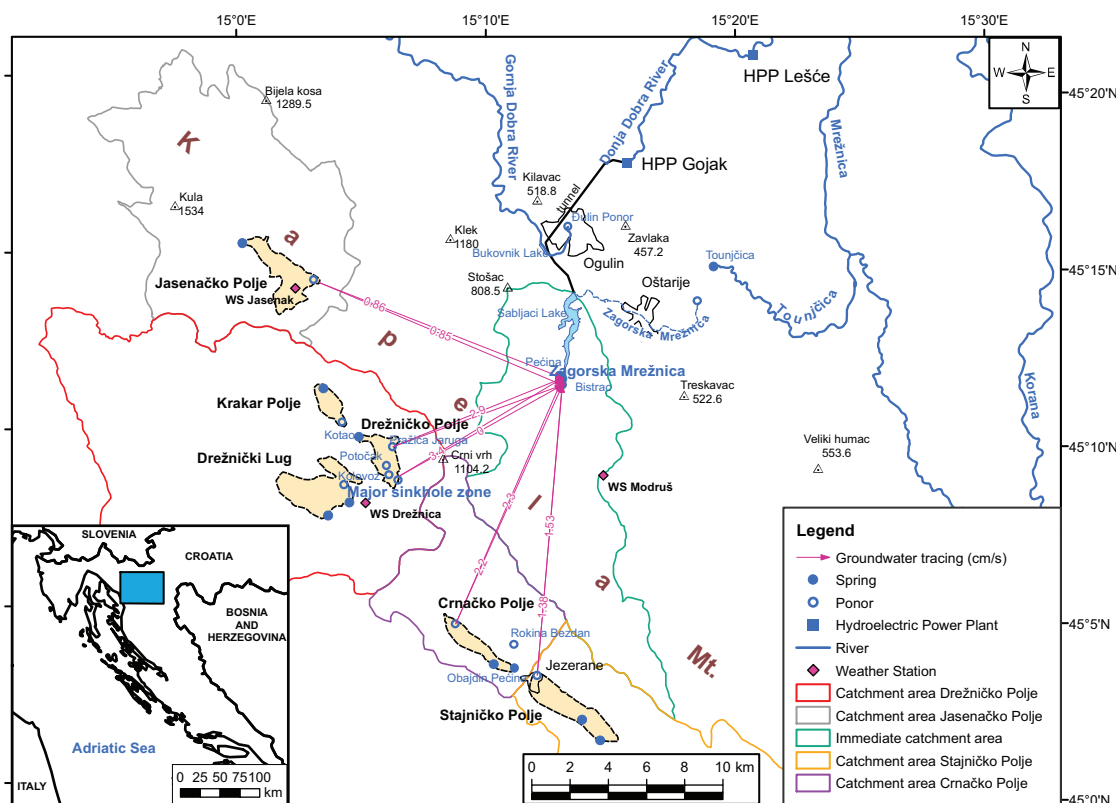 15°0'E
15°10'E
15°20'E
15°30'E
N
W E
S
45°20'N
45°15'N
45°10'N
45°5'N
45°0'N
Bijela kosa
1289.5
Gornja Dobra River
Donja Dobra River
HPP Lešće
Mrežnica
K
HPP Gojak
Kilavac
518.8
tunnel
Kula
1534
Đulin Ponor
a
Klek
1180
Zavlaka
457.2
Bukovnik Lake
Ogulin
Tounjčica
Jasenačko Polje
WS Jasenak
Stošac
808.5
Oštarije
Sabljaci Lake
Zagorska Mrežnica
Tounjčica
0.86
0.85
p
Pećina
Zagorska Mrežnica
Bistrac
Treskavac
522.6
Korana
Krakar Polje
e
2.9
Drežničko Polje
Kotao
0
3.4
Potočak
Crni vrh
1104.2
Veliki humac
553.6
Drežnički Lug
Kolovoz
Major sinkhole zone
WS Drežnica
2.3
l
WS Modruš
1.53
2.2
a
1.38
Crnačko Polje
Rokina Bezdan
Mt.
Obajdin Pećina
Jezerane
Stajničko Polje
0 2 4 6 8 10 km
SLOVENIA
CROATIA
BOSNIA
AND
HERZEGOVINA
Adriatic Sea
ITALY
0 25 50 75 100
km
Legend
Groundwater tracing (cm/s)
Spring
Ponor
Hydroelectric Power Plant
River
Weather Station
Catchment area Drežničko Polje
Catchment area Jasenačko Polje
Immediate catchment area
Catchment area Stajničko Polje
Catchment area Crnačko Polje